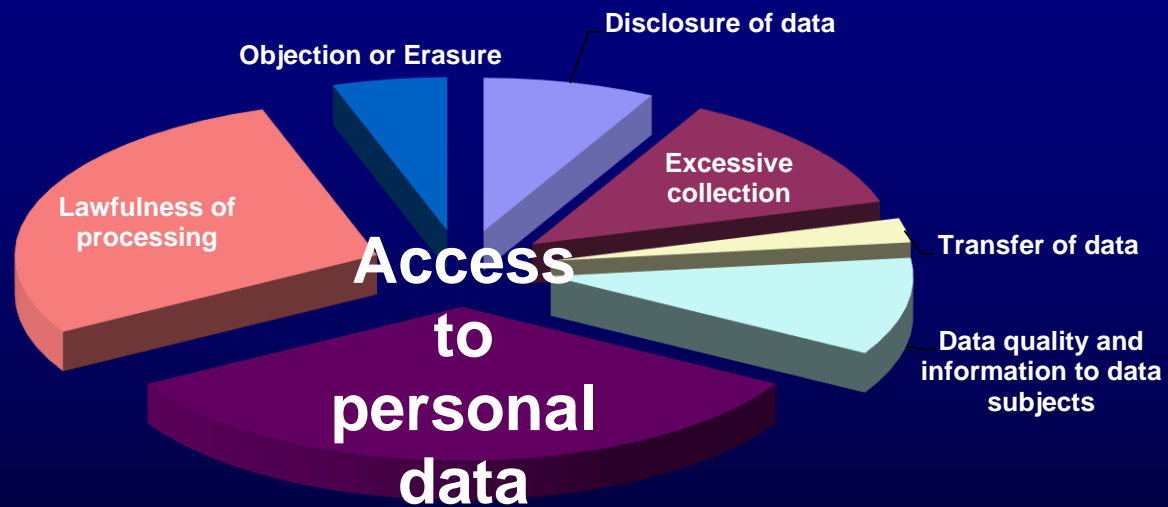 Disclosure of data
Objection or Erasure
Excessive
collection
Lawfulness of
processing
Transfer of data
Access
to
personal
data
Data quality and
information to data
subjects